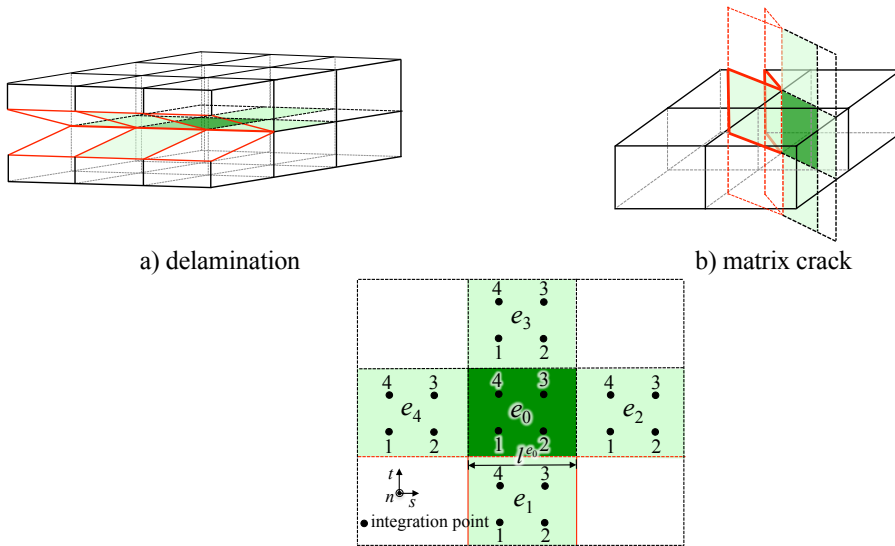 a) delamination
b) matrix crack
4 3
e3
1 2
4 3 4 3 4 3
e4 e0 e2
1 2 1 2 1 2
l^e0
4 3
e1
1 2
t
n s
integration point